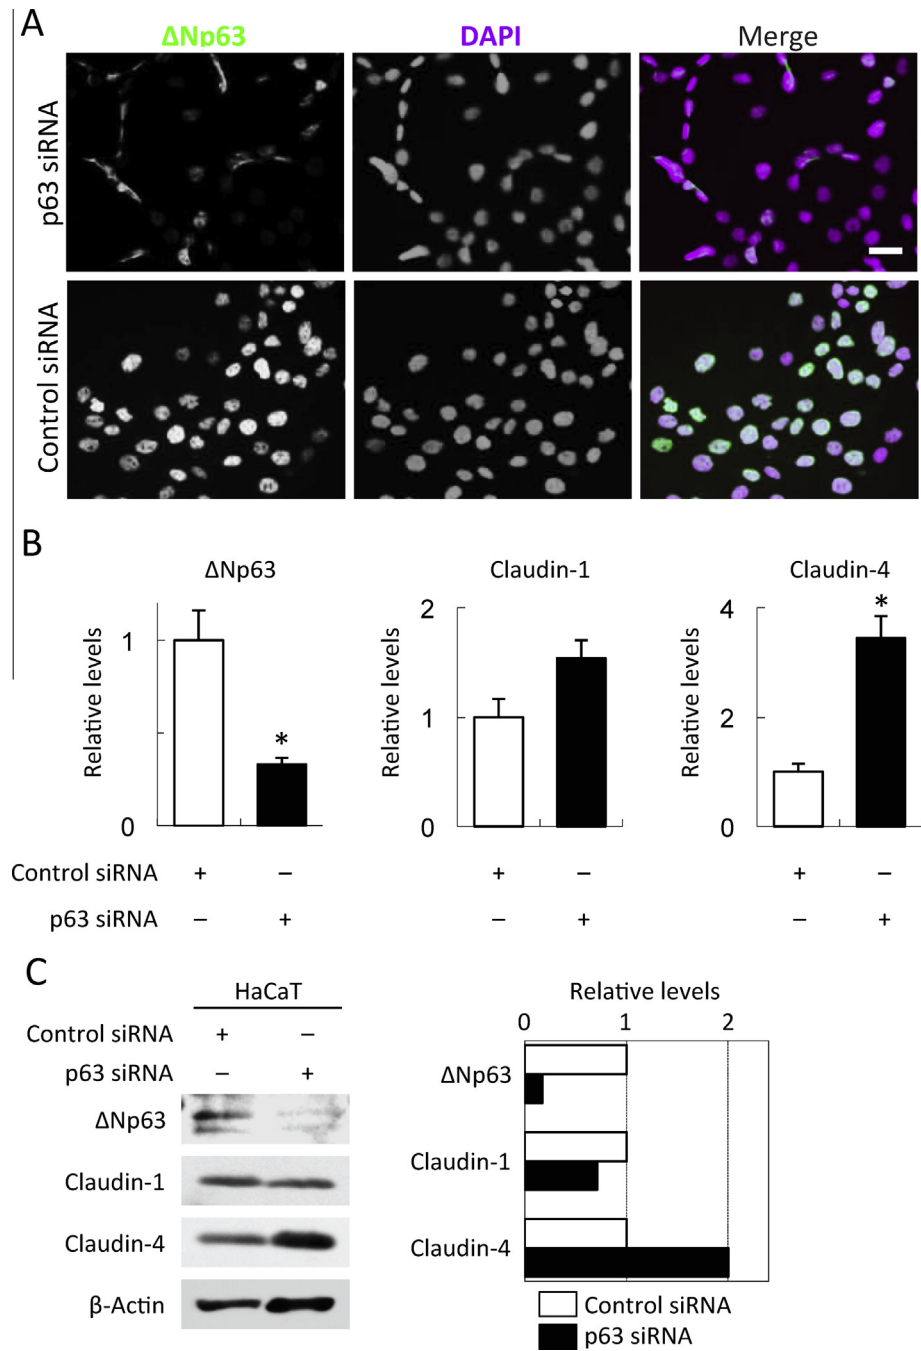 A
ΔNp63 DAPI Merge
p63 siRNA
Control siRNA
B
ΔNp63 Claudin-1 Claudin-4
Relative levels
1
0
*
Relative levels
2
1
0
Relative levels
4
2
0
*
Control siRNA + – + – + –
p63 siRNA – + – + – +
C
HaCaT
Control siRNA + –
p63 siRNA – +
ΔNp63
Claudin-1
Claudin-4
β-Actin
Relative levels
0 1 2
ΔNp63
Claudin-1
Claudin-4
Control siRNA
p63 siRNA